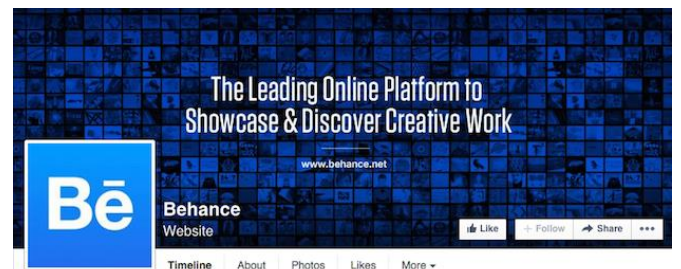 The Leading Online Platform to
Showcase & Discover Creative Work
www.behance.net
Bē
Behance
Website
Like
+ Follow
Share
•••
Timeline About Photos Likes More